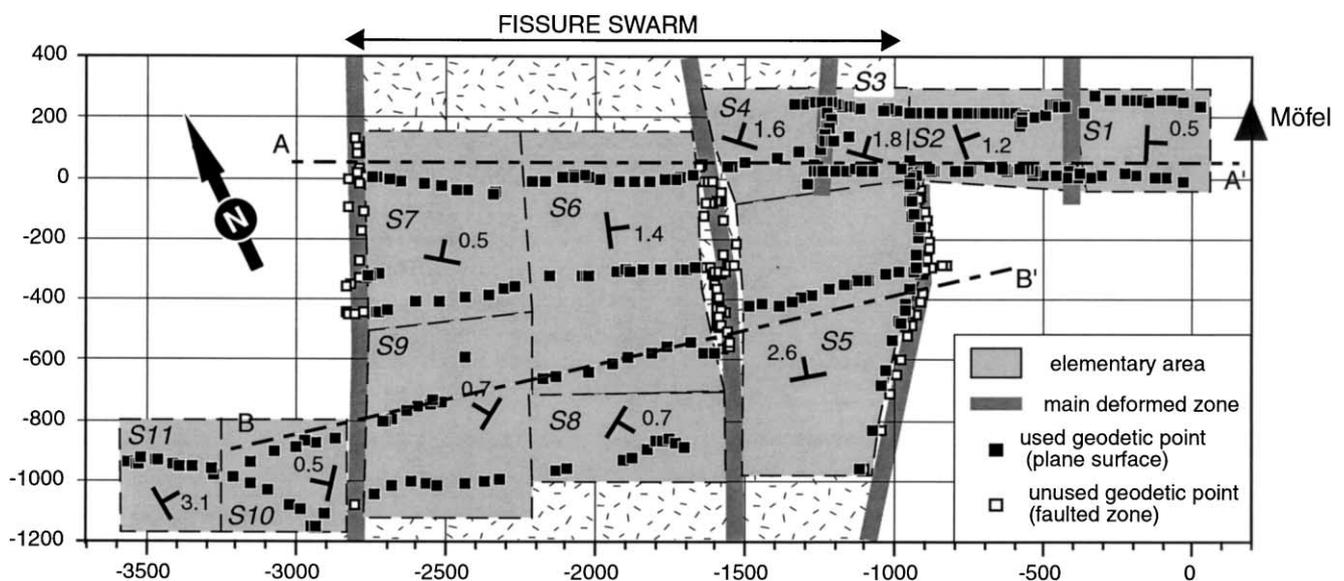 FISSURE SWARM
400
200
0
-200
-400
-600
-800
-1000
-1200
A
N
S7
0.5
S6
1.4
S4
1.6
S3
1.8
S2
1.2
S1
0.5
A'
Möfel
B'
S9
0.7
S8
0.7
S5
2.6
B
S11
3.1
S10
0.5
elementary area
main deformed zone
used geodetic point
(plane surface)
unused geodetic point
(faulted zone)
-3500
-3000
-2500
-2000
-1500
-1000
-500
0